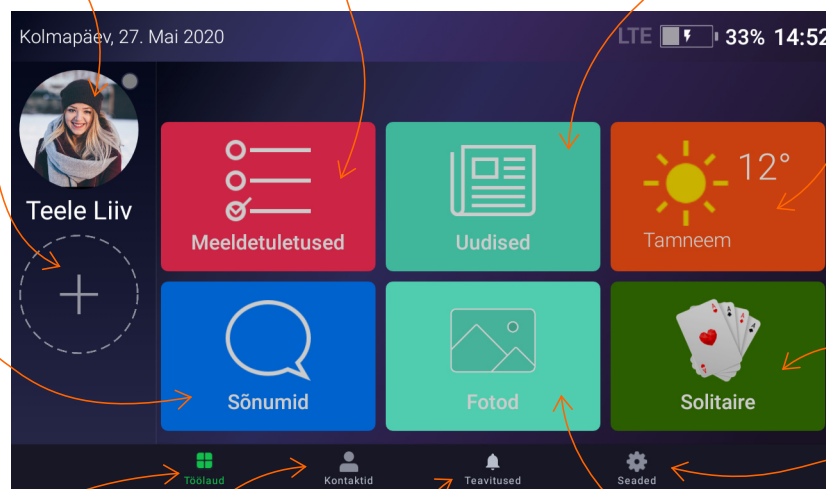 Kolmapäev, 27. Mai 2020
LTE 33% 14:52
Teele Liiv
Meeldetuletused
Uudised
12°
Tamneem
Sõnumid
Fotod
Solitaire
Töölaud
Kontaktid
Teavitused
Seaded